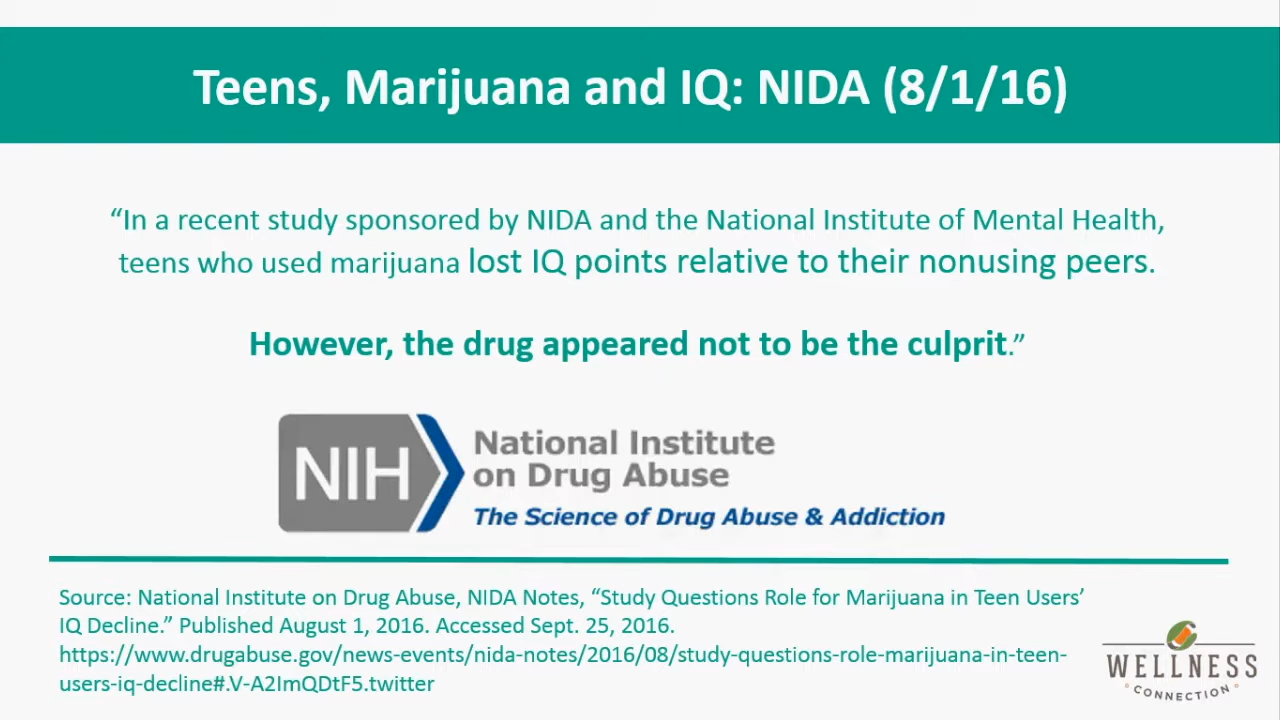 Teens, Marijuana and IQ: NIDA (8/1/16)
“In a recent study sponsored by NIDA and the National Institute of Mental Health,
teens who used marijuana lost IQ points relative to their nonusing peers.
However, the drug appeared not to be the culprit.”
NIH
National Institute
on Drug Abuse
The Science of Drug Abuse & Addiction
Source: National Institute on Drug Abuse, NIDA Notes, “Study Questions Role for Marijuana in Teen Users’
IQ Decline.” Published August 1, 2016. Accessed Sept. 25, 2016.
https://www.drugabuse.gov/news-events/nida-notes/2016/08/study-questions-role-marijuana-in-teen-
users-iq-decline#.V-A2ImQDtF5.twitter
WELLNESS
CONNECTION